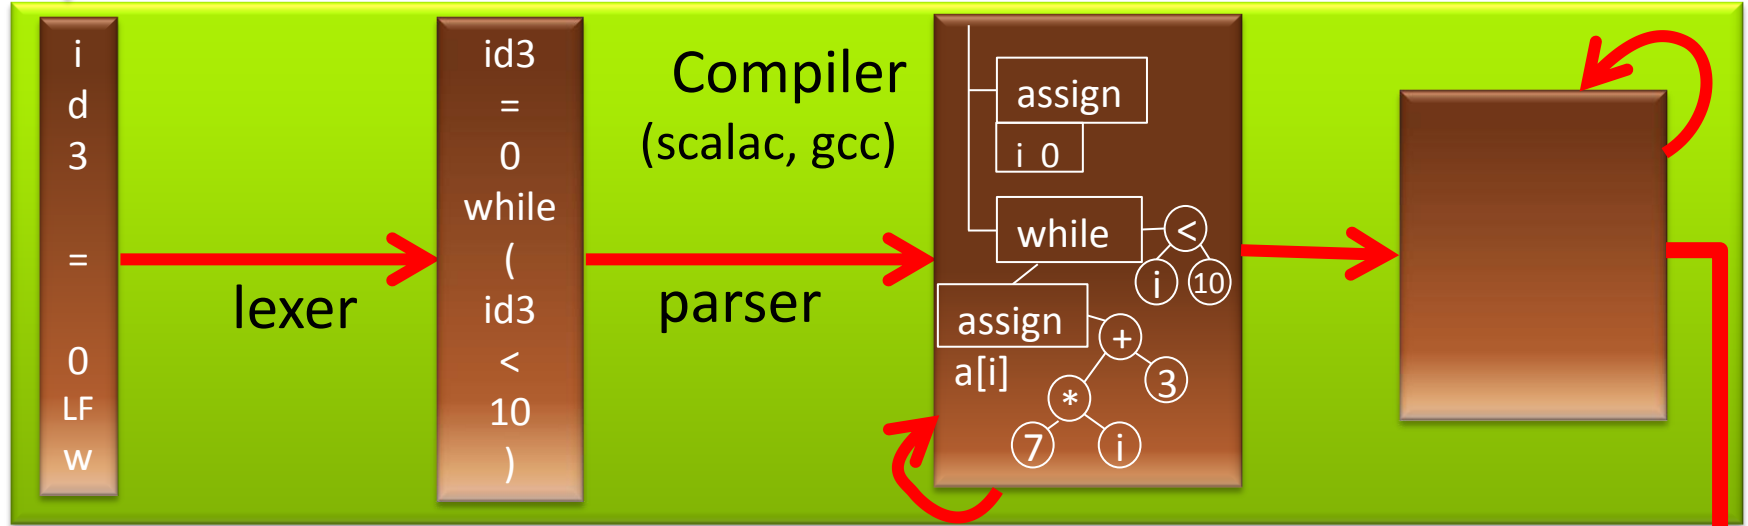 i
d
3
=
0
LF
w
lexer
id3
=
0
while
(
id3
<
10
)
Compiler
(scalac, gcc)
parser
assign
i 0
while
<
i 10
assign
+
a[i]
3
*
7 i